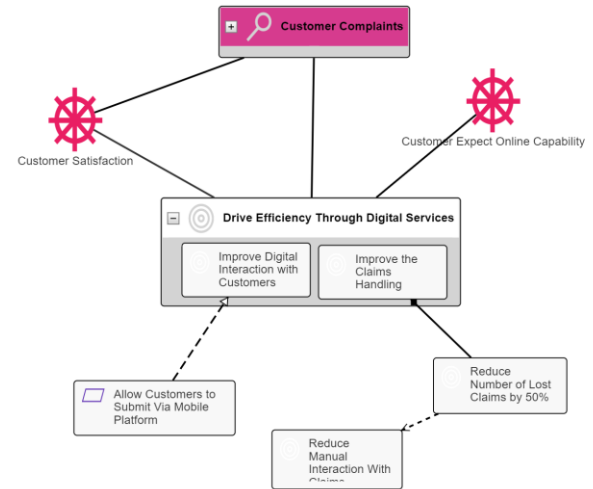 Customer Complaints
Customer Satisfaction
Customer Expect Online Capability
Drive Efficiency Through Digital Services
Improve Digital
Interaction with
Customers
Improve the
Claims
Handling
Reduce
Number of Lost
Claims by 50%
Allow Customers to
Submit Via Mobile
Platform
Reduce
Manual
Interaction With
Claims